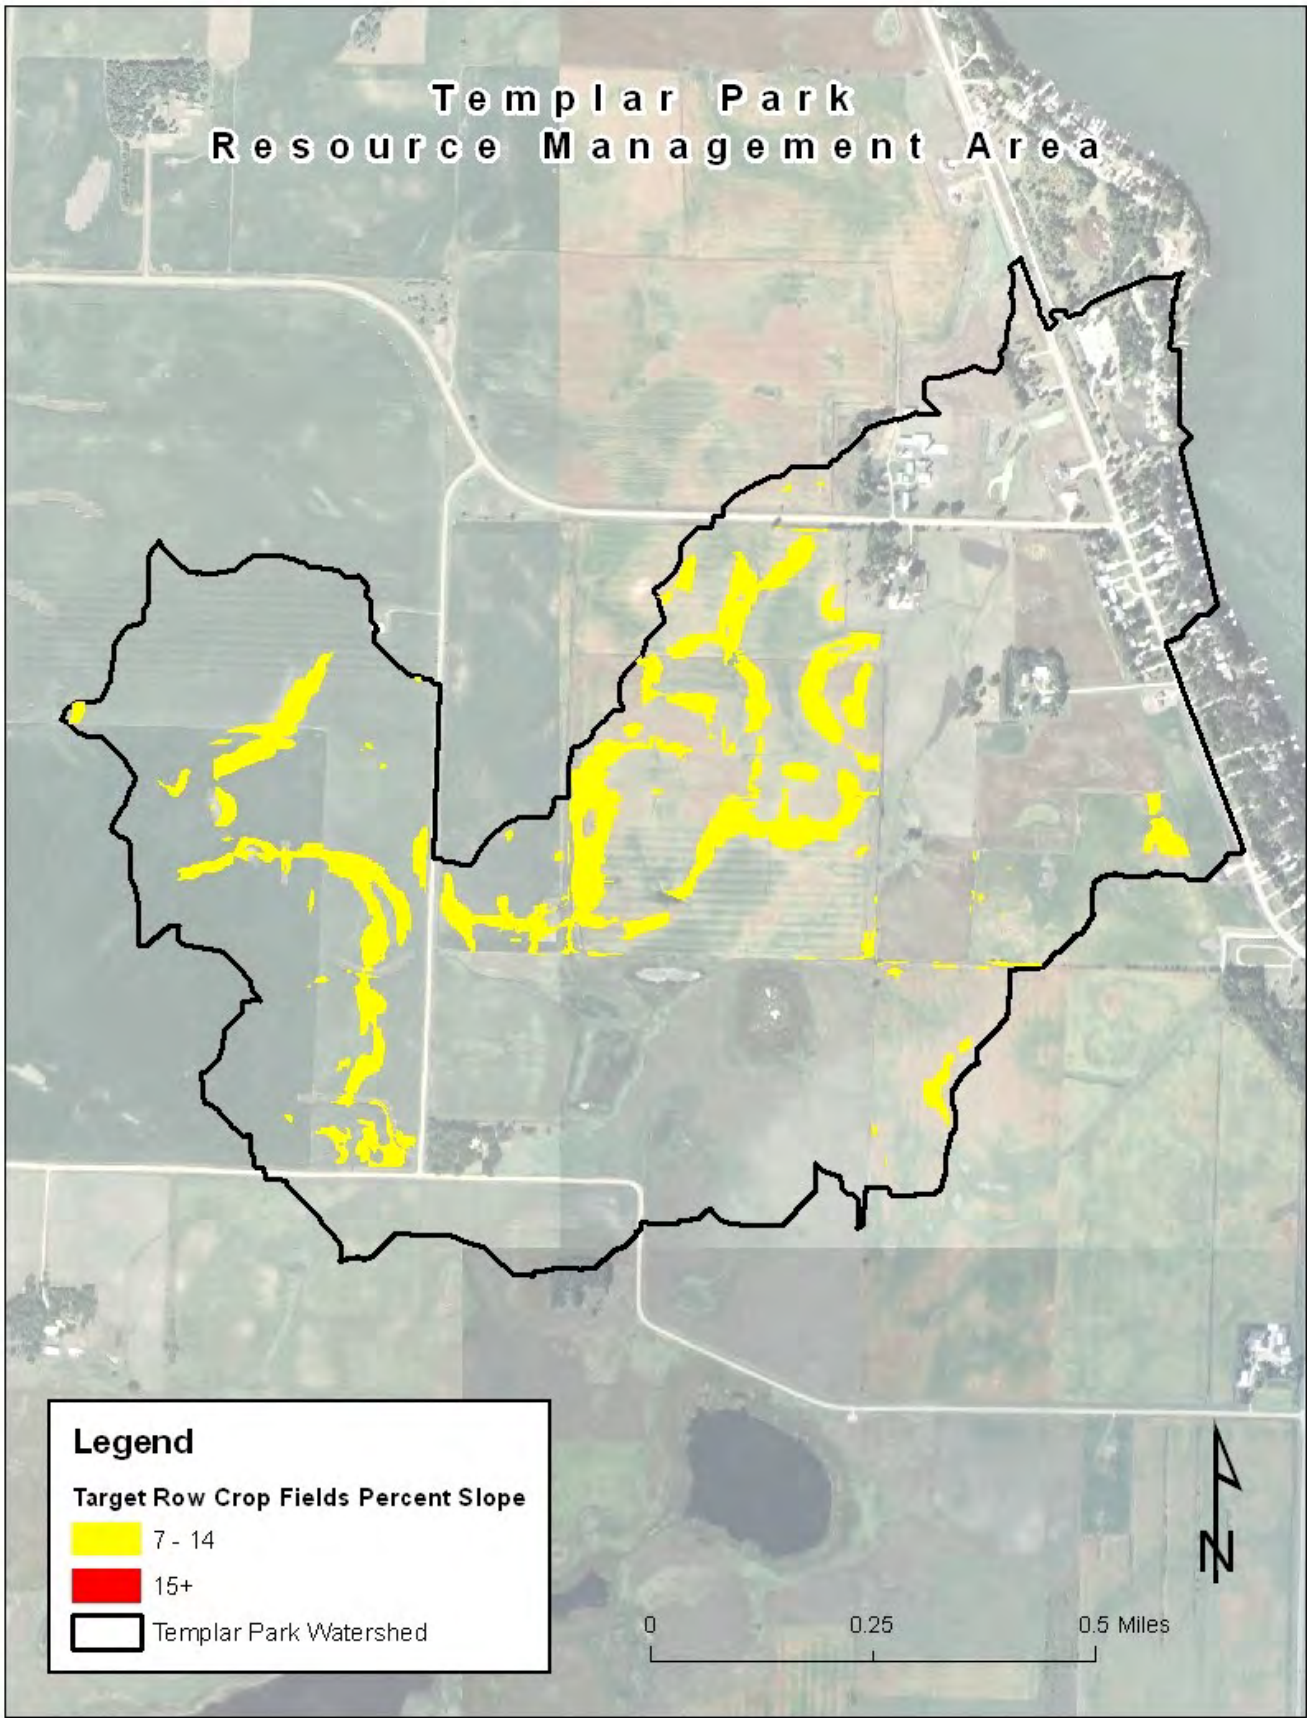 Templar Park
Resource Management Area
Legend
Target Row Crop Fields Percent Slope
7 - 14
15+
Templar Park Watershed
N
0 0.25 0.5 Miles